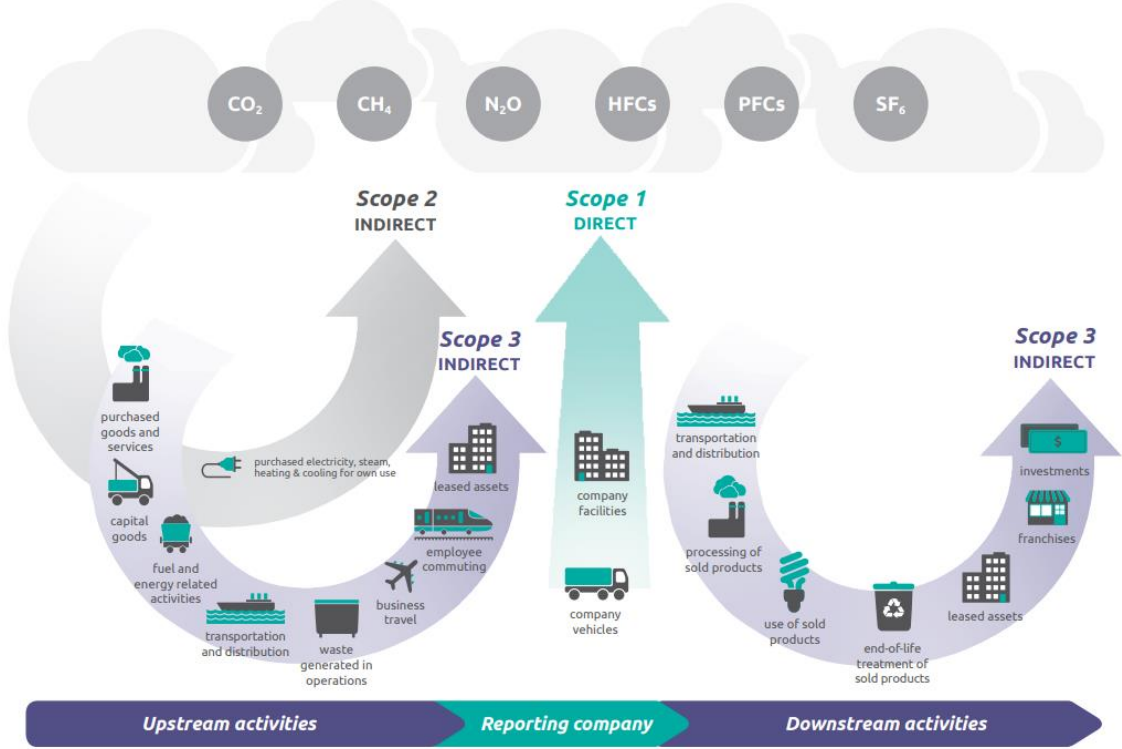 CO₂
CH₄
N₂O
HFCs
PFCs
SF₆
Scope 2
INDIRECT
Scope 1
DIRECT
Scope 3
INDIRECT
Scope 3
INDIRECT
purchased
goods and
services
capital
goods
fuel and
energy related
activities
transportation
and distribution
waste
generated in
operations
business
travel
employee
commuting
leased assets
purchased electricity, steam,
heating & cooling for own use
company
facilities
company
vehicles
transportation
and distribution
processing of
sold products
use of sold
products
end-of-life
treatment of
sold products
leased assets
franchises
$
investments
Upstream activities
Reporting company
Downstream activities